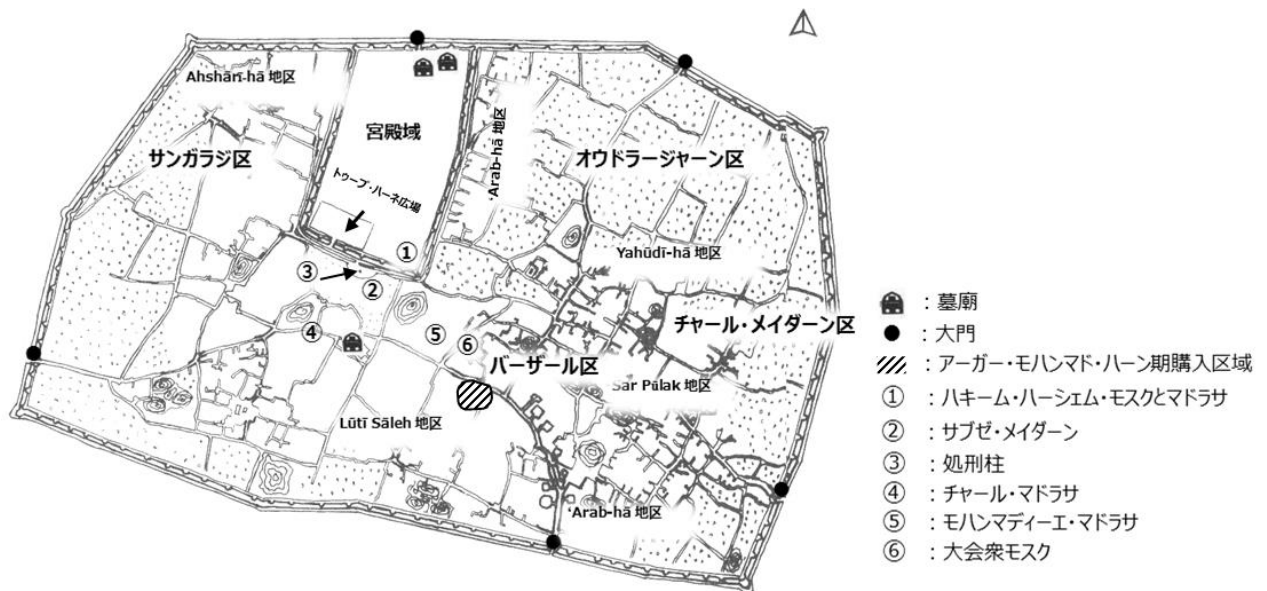 Ahshārī-hā 地区
宮殿域
サンガラジ区
Arab-hā 地区
オウドラージャーン区
トゥープ・ハーネ広場
①
Yahūdī-hā 地区
③
②
チャール・メイダーン区
④
⑤
⑥
バーザール区
Sar Pūlak 地区
Lūtī Sāleh 地区
'Arab-hā 地区
：墓廟
：大門
：アーガー・モハンマド・ハーン期購入区域
① ：ハキーム・ハーシェム・モスクとマドラサ
② ：サブゼ・メイダーン
③ ：処刑柱
④ ：チャール・マドラサ
⑤ ：モハンマディーエ・マドラサ
⑥ ：大会衆モスク